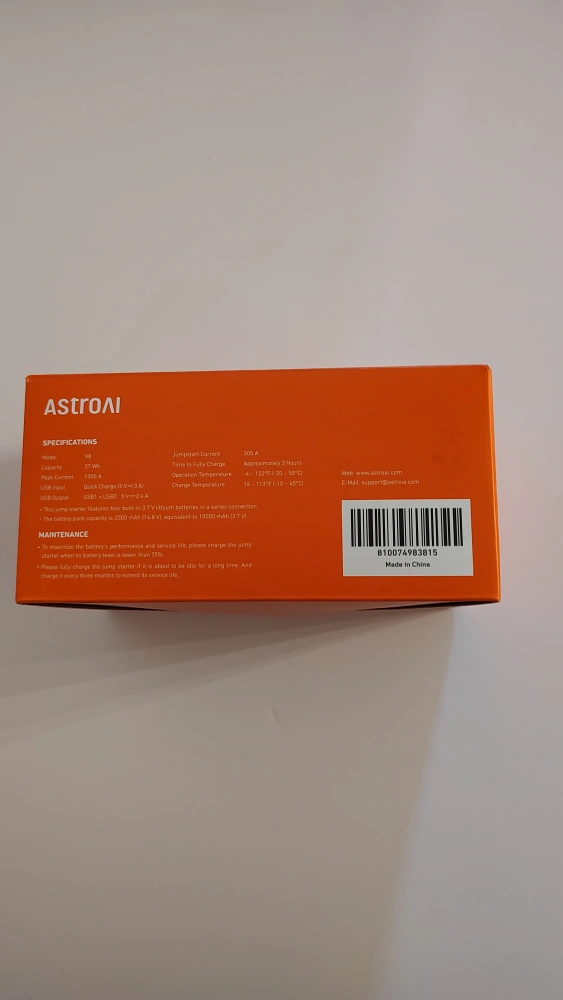 AstroAI
SPECIFICATIONS
Model V8
Capacity 37 Wh
Peak Current 1500 A
USB Input Quick Charge (5 V⎓3 A)
USB Output USB1 + USB2 5 V⎓2.4 A
Jumpstart Current 300 A
Time to Fully Charge Approximately 3 Hours
Operation Temperature -4 ~ 122°F (-20 ~ 50°C)
Charge Temperature 14 ~ 113°F (-10 ~ 45°C)
• This jump starter features four built-in 3.7 V lithium batteries in a series connection.
• The battery pack capacity is 2500 mAh (14.8 V), equivalent to 10000 mAh (3.7 V).
MAINTENANCE
• To maximize the battery's performance and service life, please charge the jump
starter when its battery level is lower than 75%.
• Please fully charge the jump starter if it is about to be idle for a long time. And
charge it every three months to extend its service life.
Web: www.astroai.com
E-Mail: support@astroai.com
810074983815
Made in China